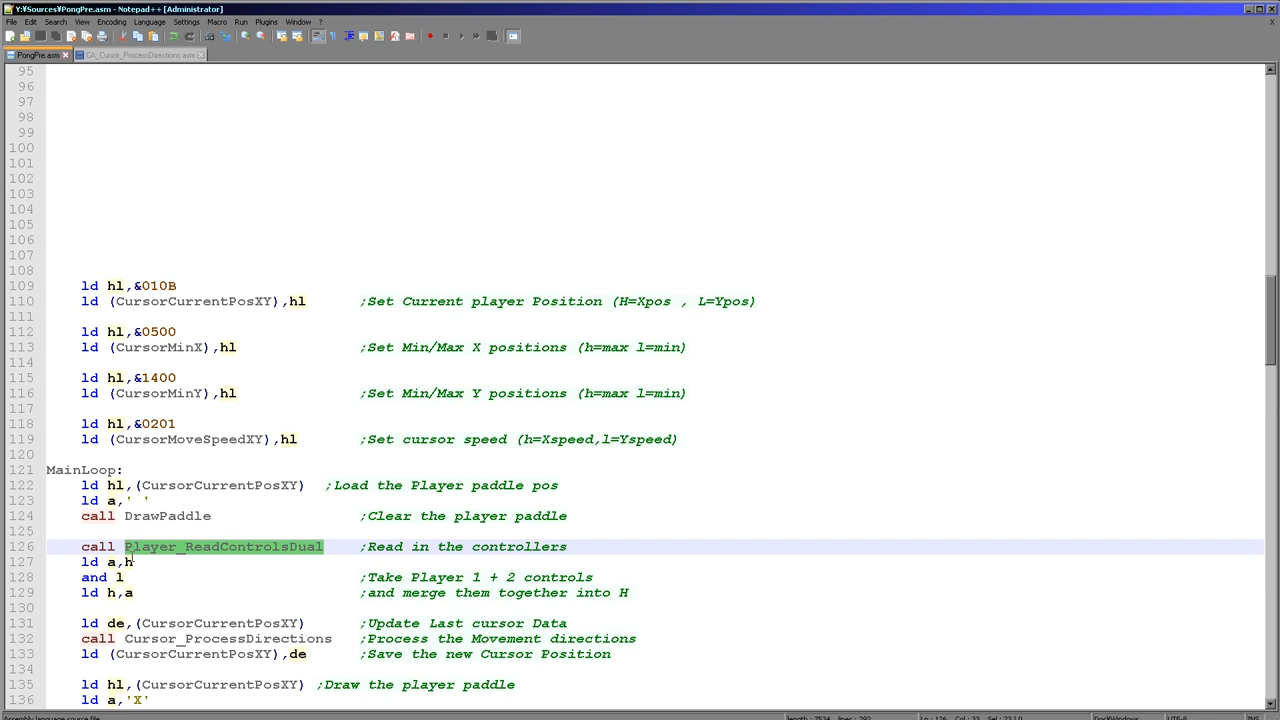 Y:¥Sources¥PongPre.asm - Notepad++ [Administrator]
File Edit Search View Encoding Language Settings Macro Run Plugins Window ?
PongPre.asm CA_Cursor_ProcessDirections.asm
95
96
97
98
99
100
101
102
103
104
105
106
107
108
109 ld hl,&010B
110 ld (CursorCurrentPosXY),hl ;Set Current player Position (H=Xpos , L=Ypos)
111
112 ld hl,&0500
113 ld (CursorMinX),hl ;Set Min/Max X positions (h=max l=min)
114
115 ld hl,&1400
116 ld (CursorMinY),hl ;Set Min/Max Y positions (h=max l=min)
117
118 ld hl,&0201
119 ld (CursorMoveSpeedXY),hl ;Set cursor speed (h=Xspeed,l=Yspeed)
120
121 MainLoop:
122 ld hl,(CursorCurrentPosXY) ;Load the Player paddle pos
123 ld a,' '
124 call DrawPaddle ;Clear the player paddle
125
126 call Player_ReadControlsDual ;Read in the controllers
127 ld a,h
128 and l ;Take Player 1 + 2 controls
129 ld h,a ;and merge them together into H
130
131 ld de,(CursorCurrentPosXY) ;Update Last cursor Data
132 call Cursor_ProcessDirections ;Process the Movement directions
133 ld (CursorCurrentPosXY),de ;Save the new Cursor Position
134
135 ld hl,(CursorCurrentPosXY) ;Draw the player paddle
136 ld a,'X'